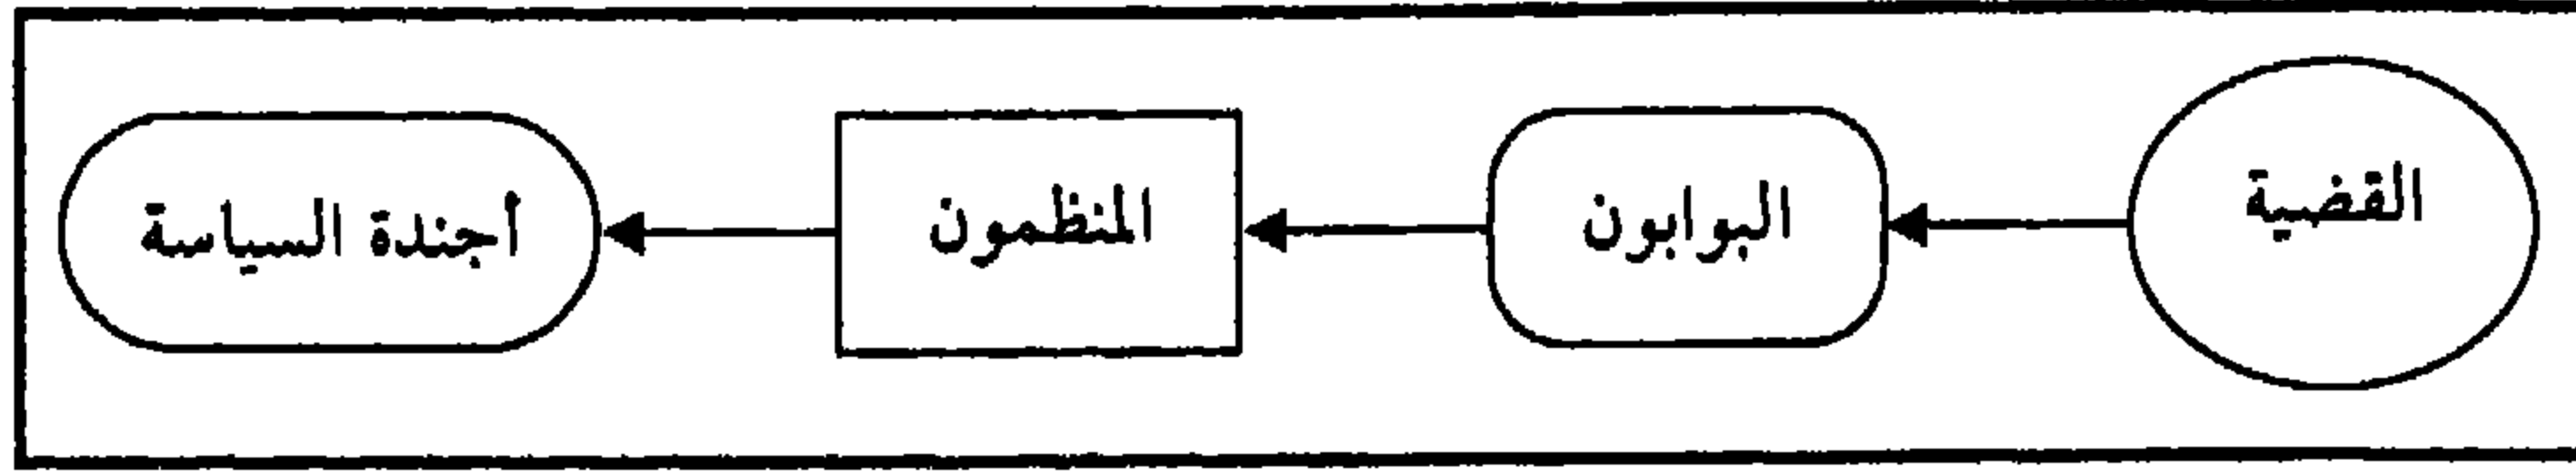 القضية
البوابون
المنظمون
أجندة السياسة